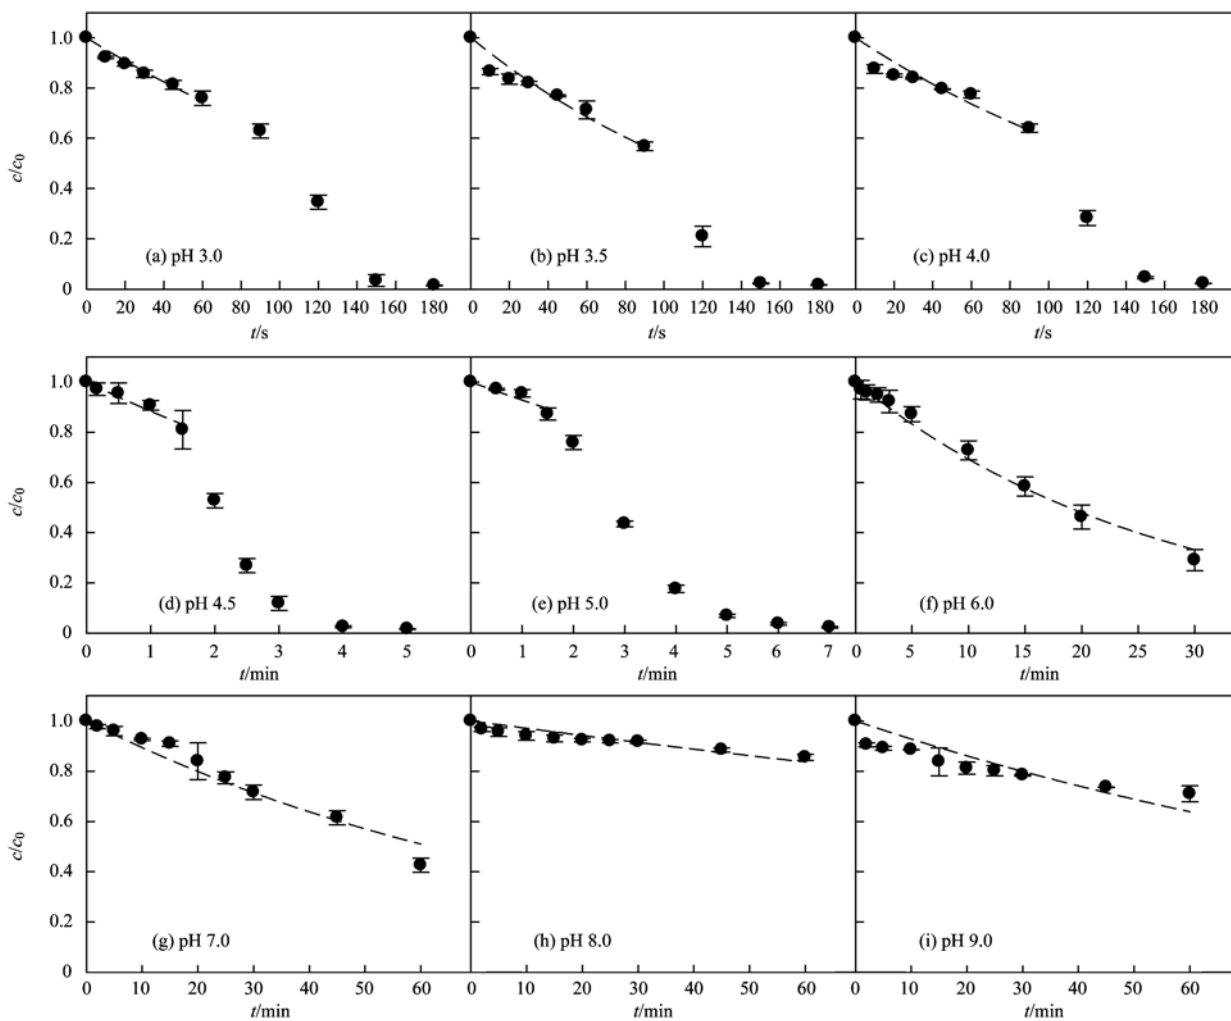 1.0
0.8
0.6
0.4
0.2
0
c/c0
(a) pH 3.0
(b) pH 3.5
(c) pH 4.0
0 20 40 60 80 100 120 140 160 180
0 20 40 60 80 100 120 140 160 180
0 20 40 60 80 100 120 140 160 180
t/s
t/s
t/s
1.0
0.8
0.6
0.4
0.2
0
c/c0
(d) pH 4.5
(e) pH 5.0
(f) pH 6.0
0 1 2 3 4 5
0 1 2 3 4 5 6 7
0 5 10 15 20 25 30
t/min
t/min
t/min
1.0
0.8
0.6
0.4
0.2
0
c/c0
(g) pH 7.0
(h) pH 8.0
(i) pH 9.0
0 10 20 30 40 50 60
0 10 20 30 40 50 60
0 10 20 30 40 50 60
t/min
t/min
t/min